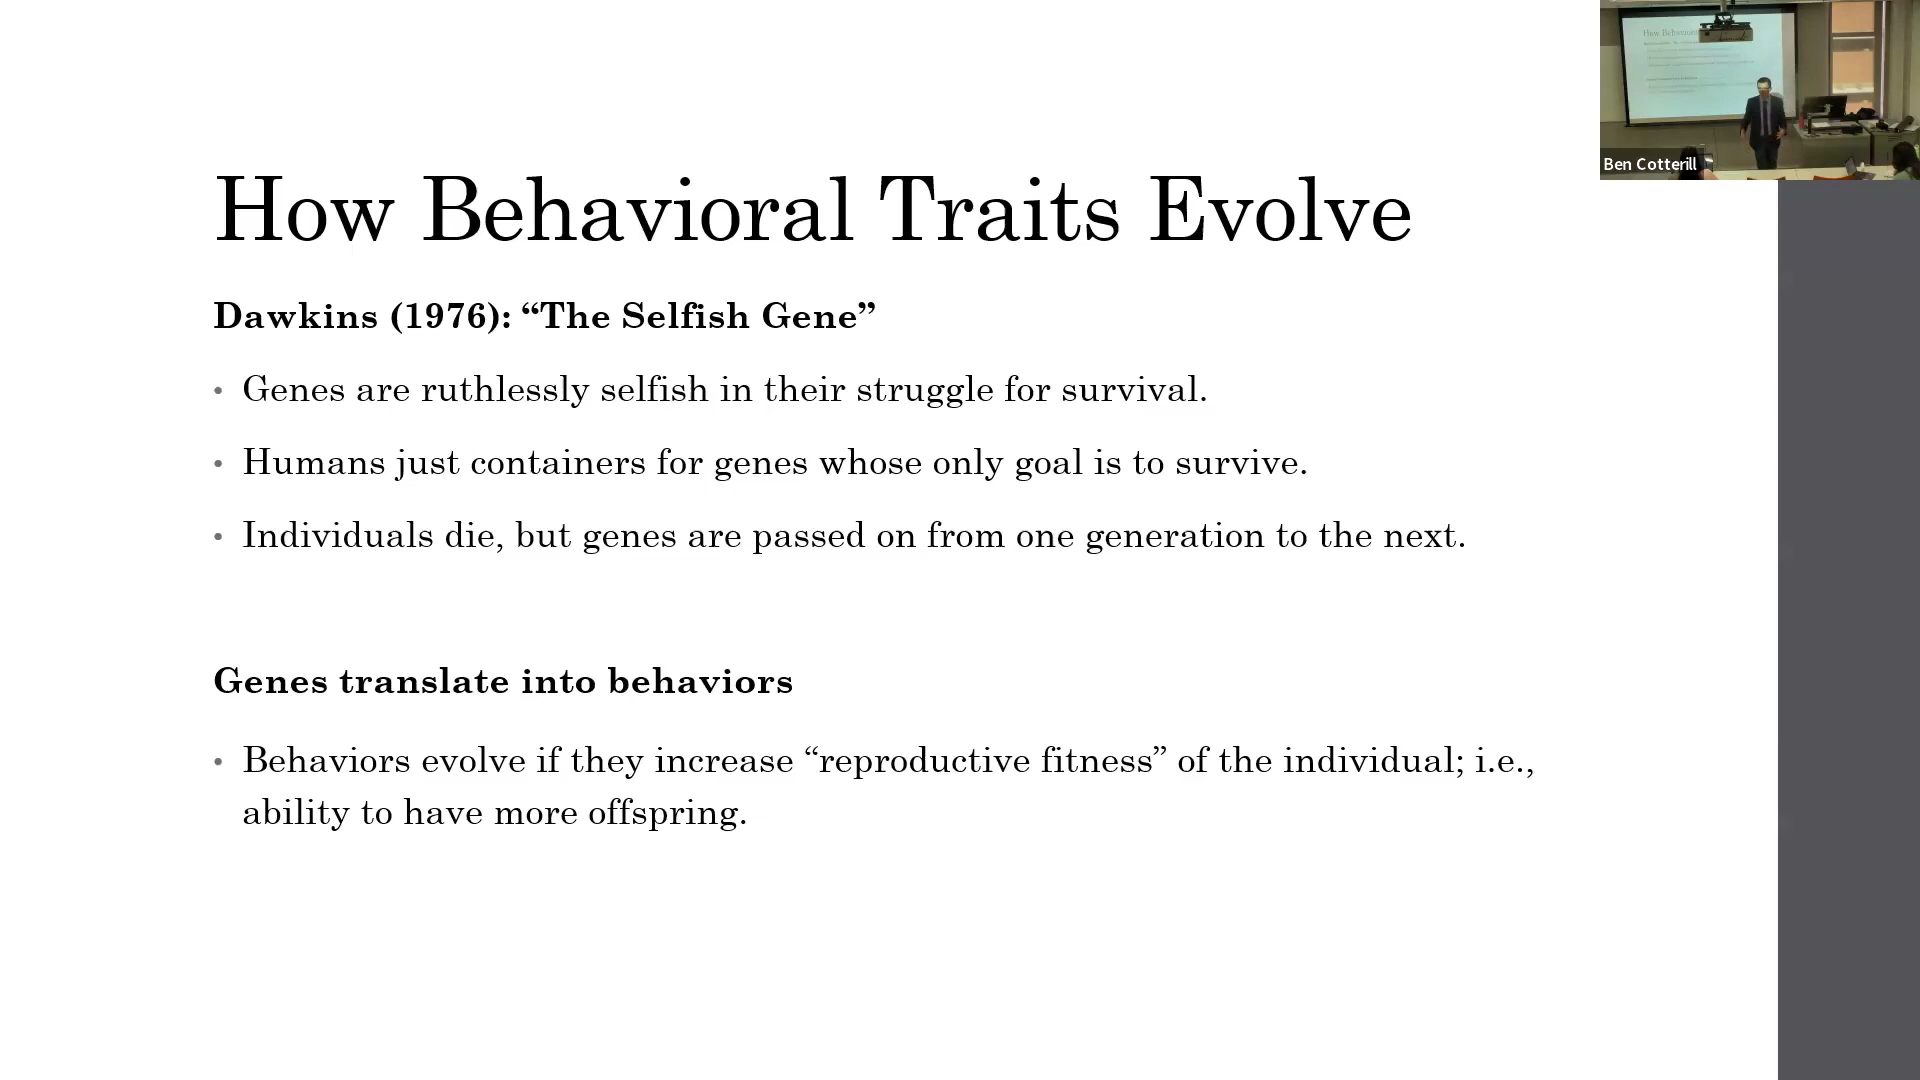 How Behavioral Traits Evolve
Dawkins (1976): “The Selfish Gene”
• Genes are ruthlessly selfish in their struggle for survival.
• Humans just containers for genes whose only goal is to survive.
• Individuals die, but genes are passed on from one generation to the next.
Genes translate into behaviors
• Behaviors evolve if they increase “reproductive fitness” of the individual; i.e.,
ability to have more offspring.
Ben Cotterill